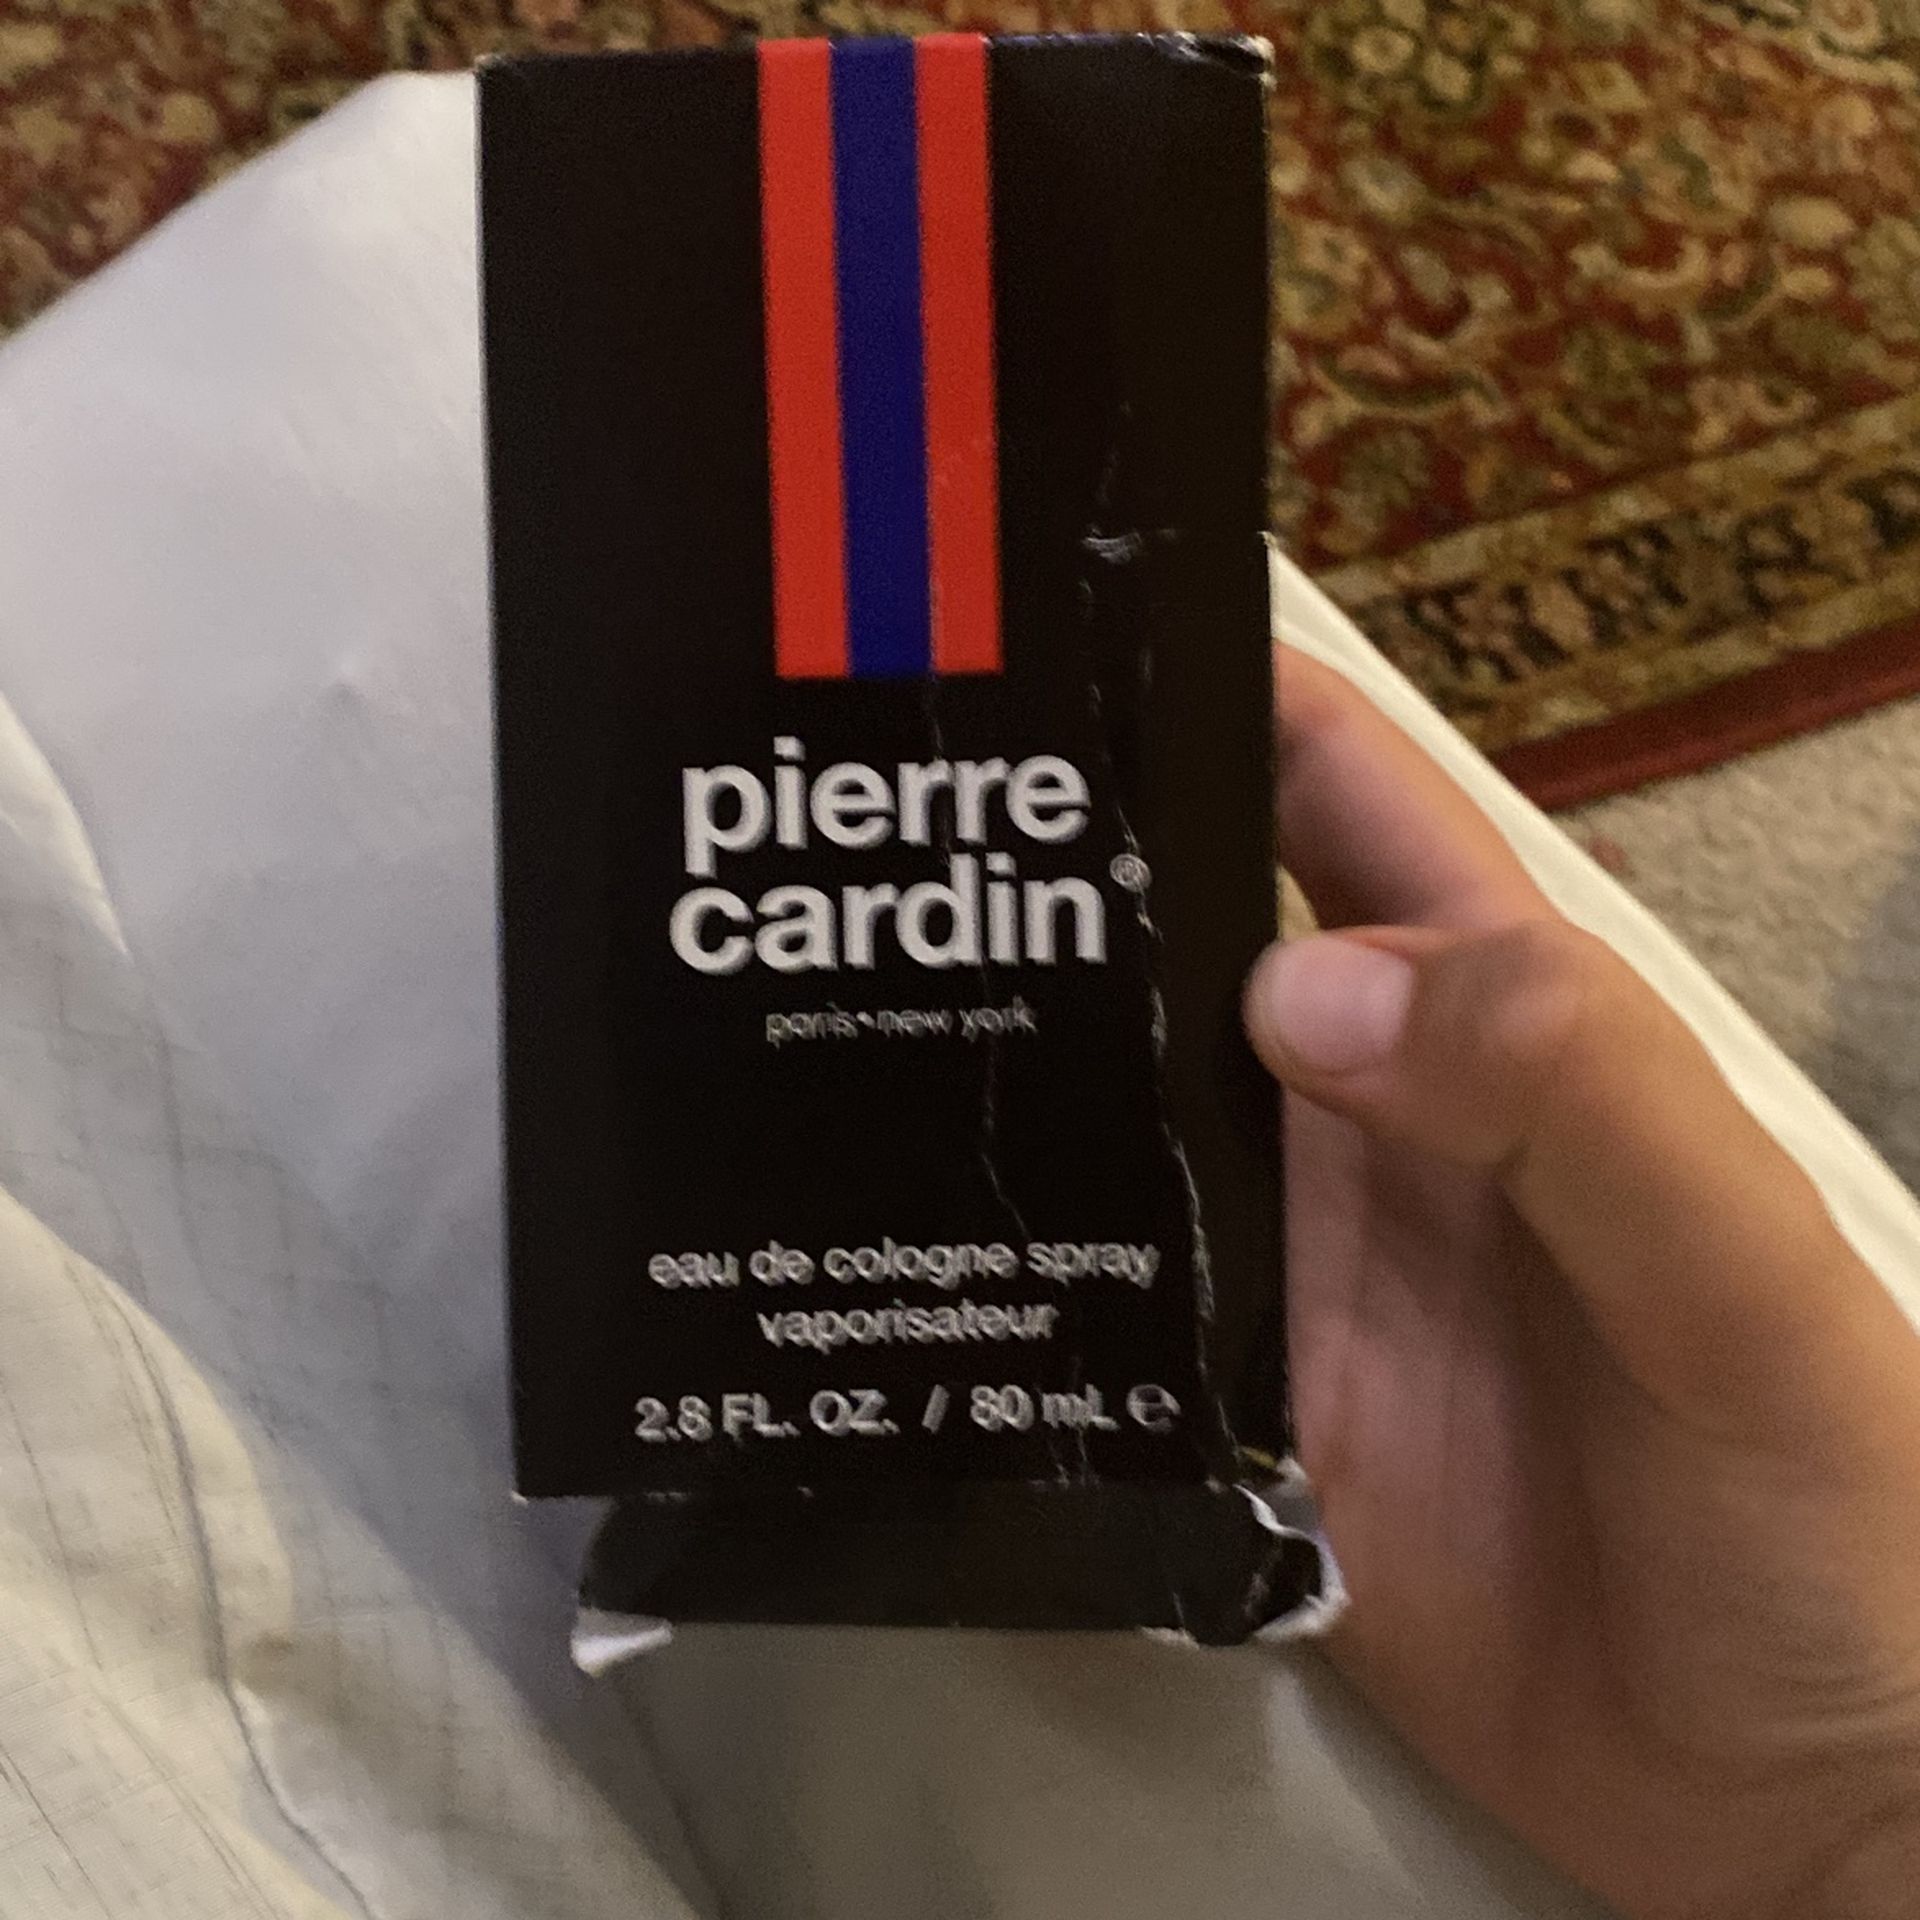 pierre
cardin®
paris•new york
eau de cologne spray
vaporisateur
2.8 FL. OZ. / 80 mL ℮